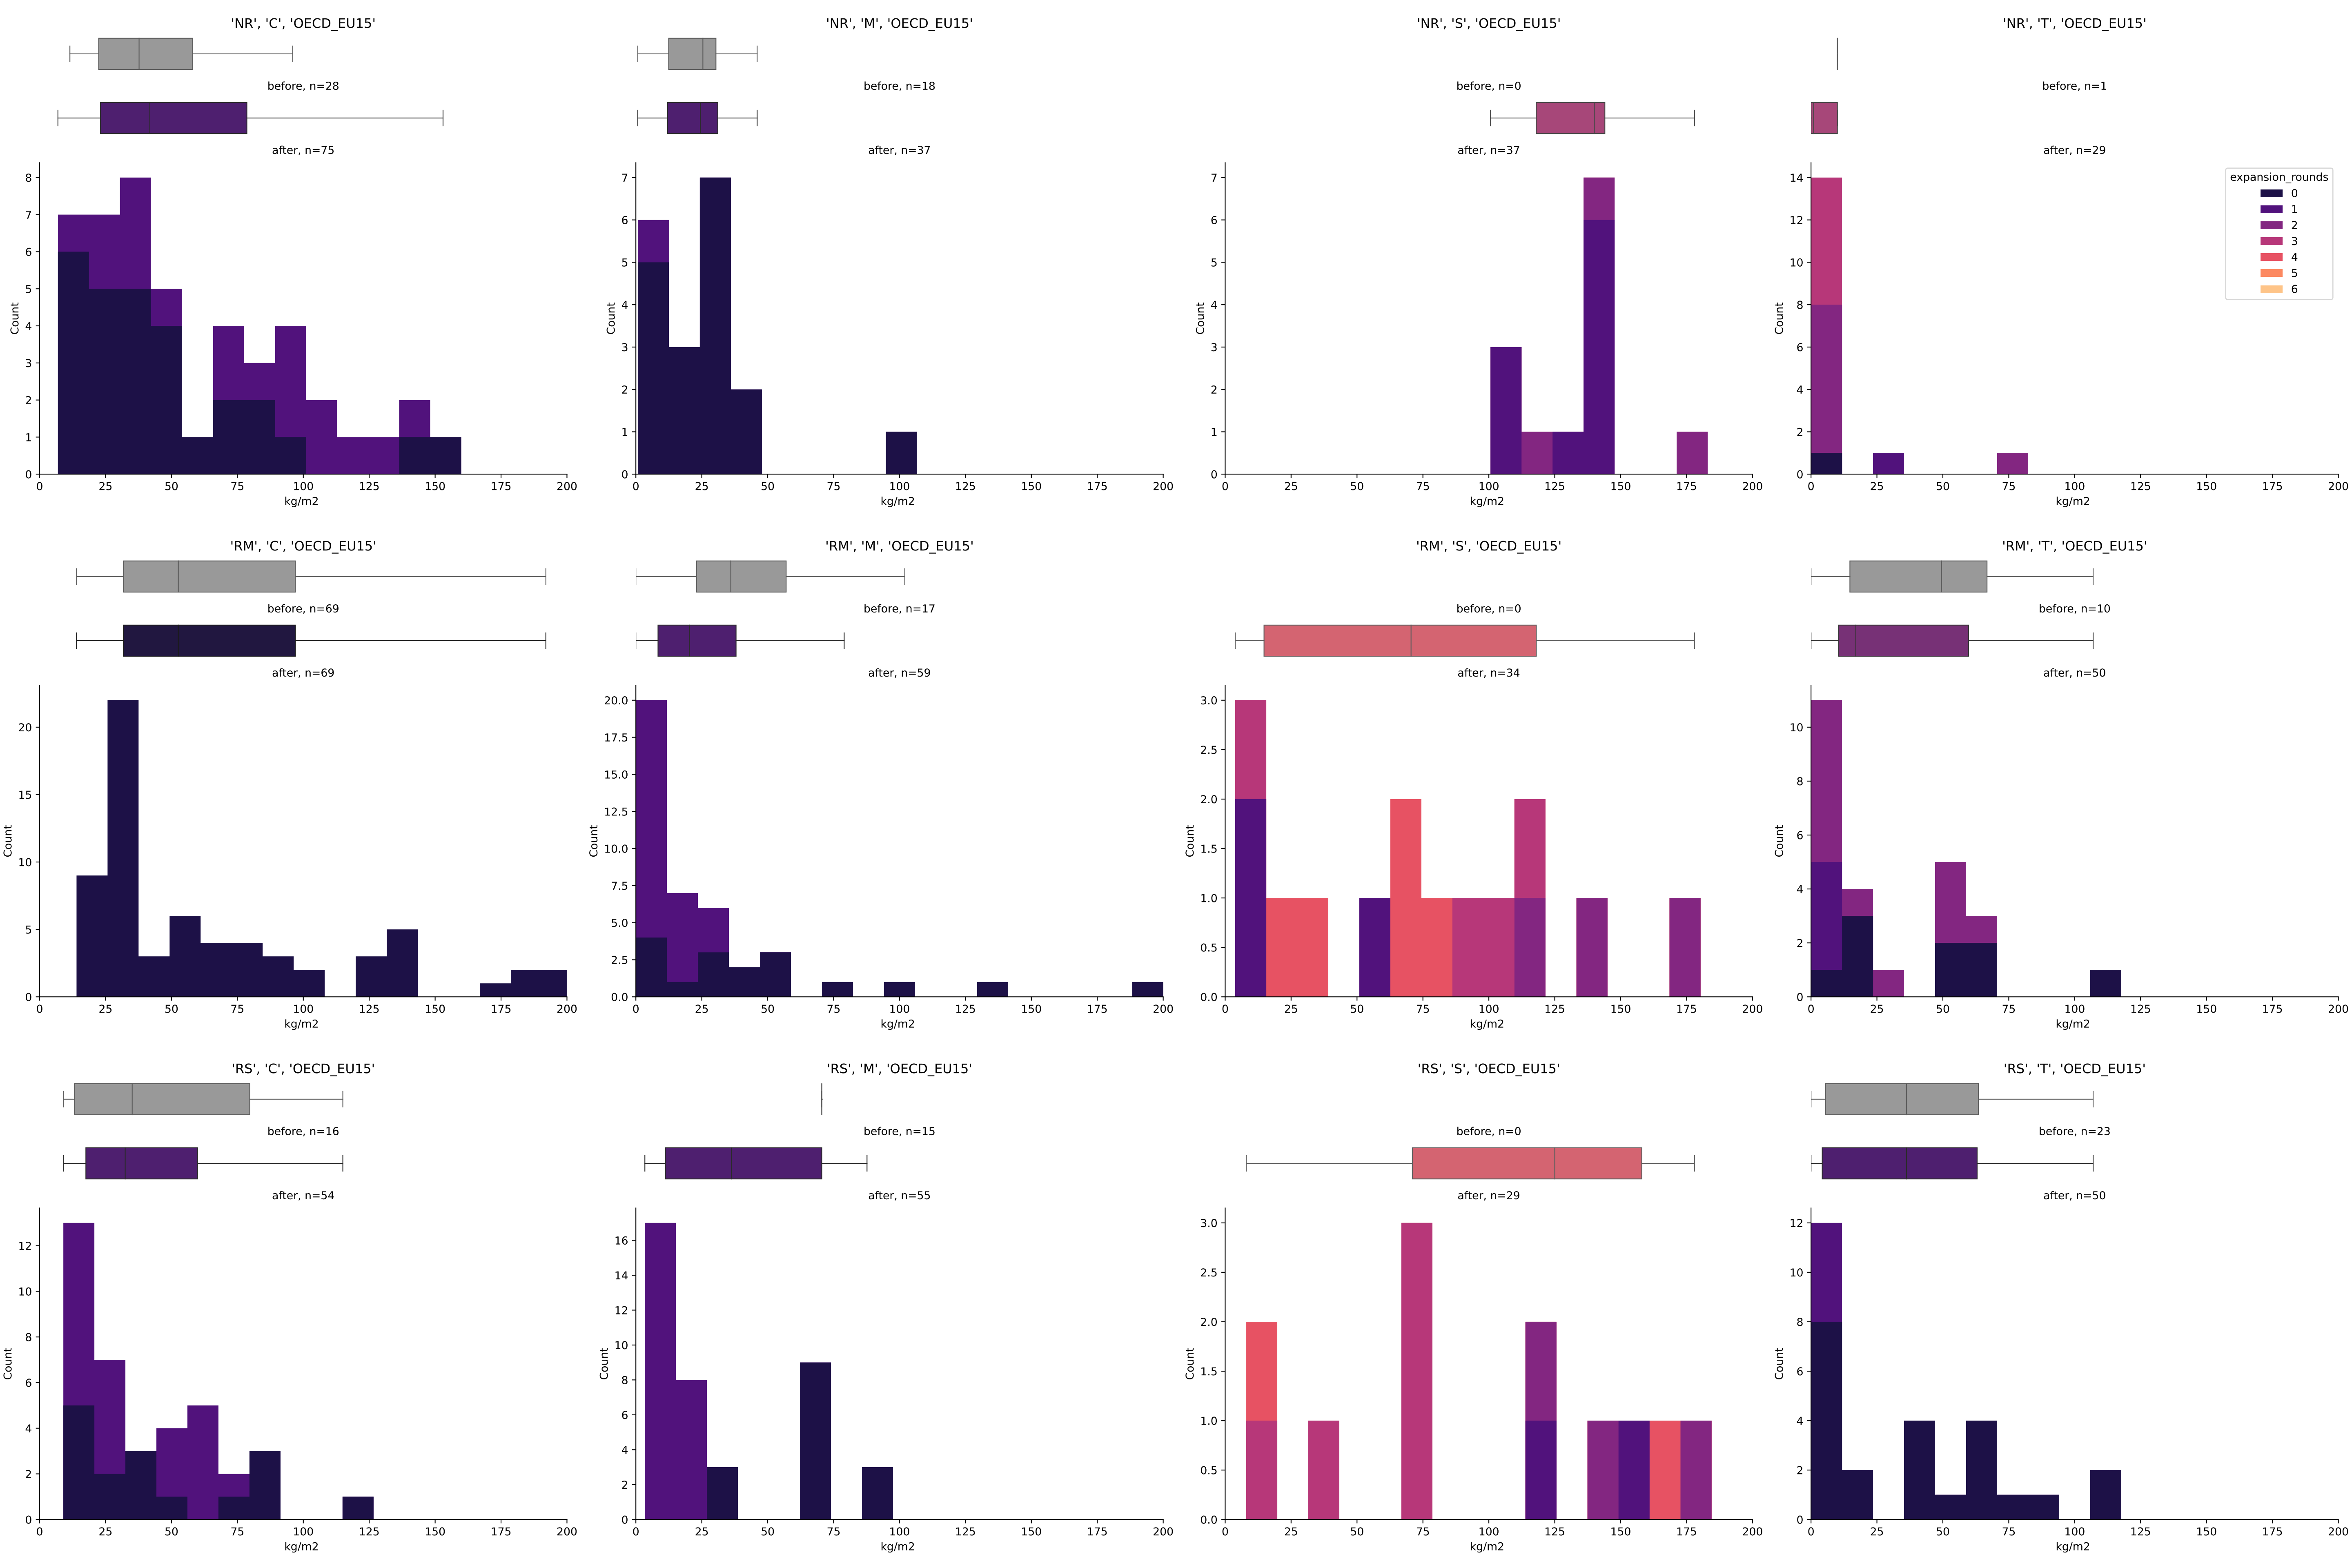 'NR', 'C', 'OECD_EU15'
before, n=28
after, n=75
8
7
6
5
4
3
2
1
0
Count
0 25 50 75 100 125 150 175 200
kg/m2
'NR', 'M', 'OECD_EU15'
before, n=18
after, n=37
7
6
5
4
3
2
1
0
Count
0 25 50 75 100 125 150 175 200
kg/m2
'NR', 'S', 'OECD_EU15'
before, n=0
after, n=37
7
6
5
4
3
2
1
0
Count
0 25 50 75 100 125 150 175 200
kg/m2
'NR', 'T', 'OECD_EU15'
before, n=1
after, n=29
14
12
10
8
6
4
2
0
Count
0 25 50 75 100 125 150 175 200
kg/m2
expansion_rounds
0
1
2
3
4
5
6
'RM', 'C', 'OECD_EU15'
before, n=69
after, n=69
20
15
10
5
0
Count
0 25 50 75 100 125 150 175 200
kg/m2
'RM', 'M', 'OECD_EU15'
before, n=17
after, n=59
20.0
17.5
15.0
12.5
10.0
7.5
5.0
2.5
0.0
Count
0 25 50 75 100 125 150 175 200
kg/m2
'RM', 'S', 'OECD_EU15'
before, n=0
after, n=34
3.0
2.5
2.0
1.5
1.0
0.5
0.0
Count
0 25 50 75 100 125 150 175 200
kg/m2
'RM', 'T', 'OECD_EU15'
before, n=10
after, n=50
10
8
6
4
2
0
Count
0 25 50 75 100 125 150 175 200
kg/m2
'RS', 'C', 'OECD_EU15'
before, n=16
after, n=54
12
10
8
6
4
2
0
Count
0 25 50 75 100 125 150 175 200
kg/m2
'RS', 'M', 'OECD_EU15'
before, n=15
after, n=55
16
14
12
10
8
6
4
2
0
Count
0 25 50 75 100 125 150 175 200
kg/m2
'RS', 'S', 'OECD_EU15'
before, n=0
after, n=29
3.0
2.5
2.0
1.5
1.0
0.5
0.0
Count
0 25 50 75 100 125 150 175 200
kg/m2
'RS', 'T', 'OECD_EU15'
before, n=23
after, n=50
12
10
8
6
4
2
0
Count
0 25 50 75 100 125 150 175 200
kg/m2